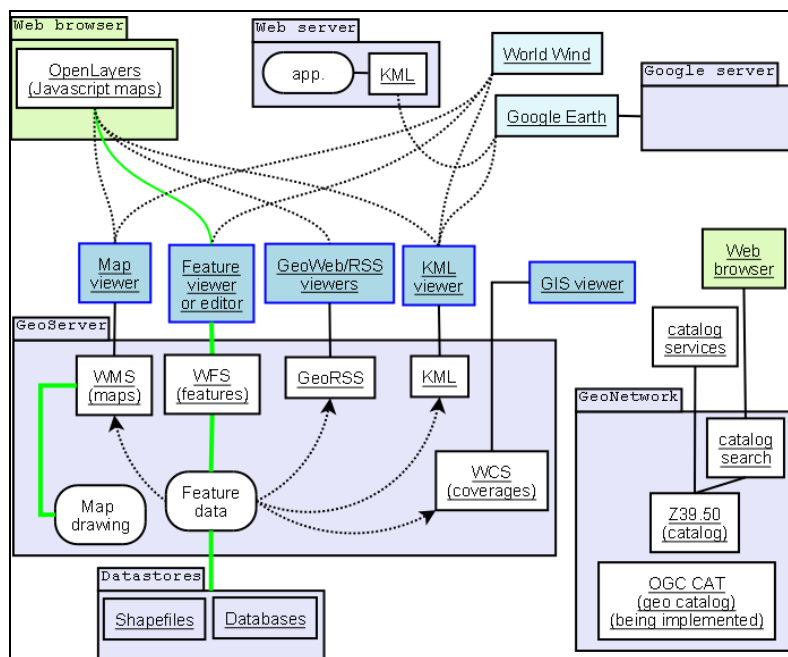 Web browser
OpenLayers
(Javascript maps)
Web server
app.
KML
World Wind
Google Earth
Google server
Map
viewer
Feature
viewer
or editor
GeoWeb/RSS
viewers
KML
viewer
GIS viewer
Web
browser
GeoServer
WMS
(maps)
WFS
(features)
GeoRSS
KML
catalog
services
GeoNetwork
catalog
search
WCS
(coverages)
Map
drawing
Feature
data
Z39.50
(catalog)
OGC CAT
(geo catalog)
(being implemented)
Datastores
Shapefiles
Databases